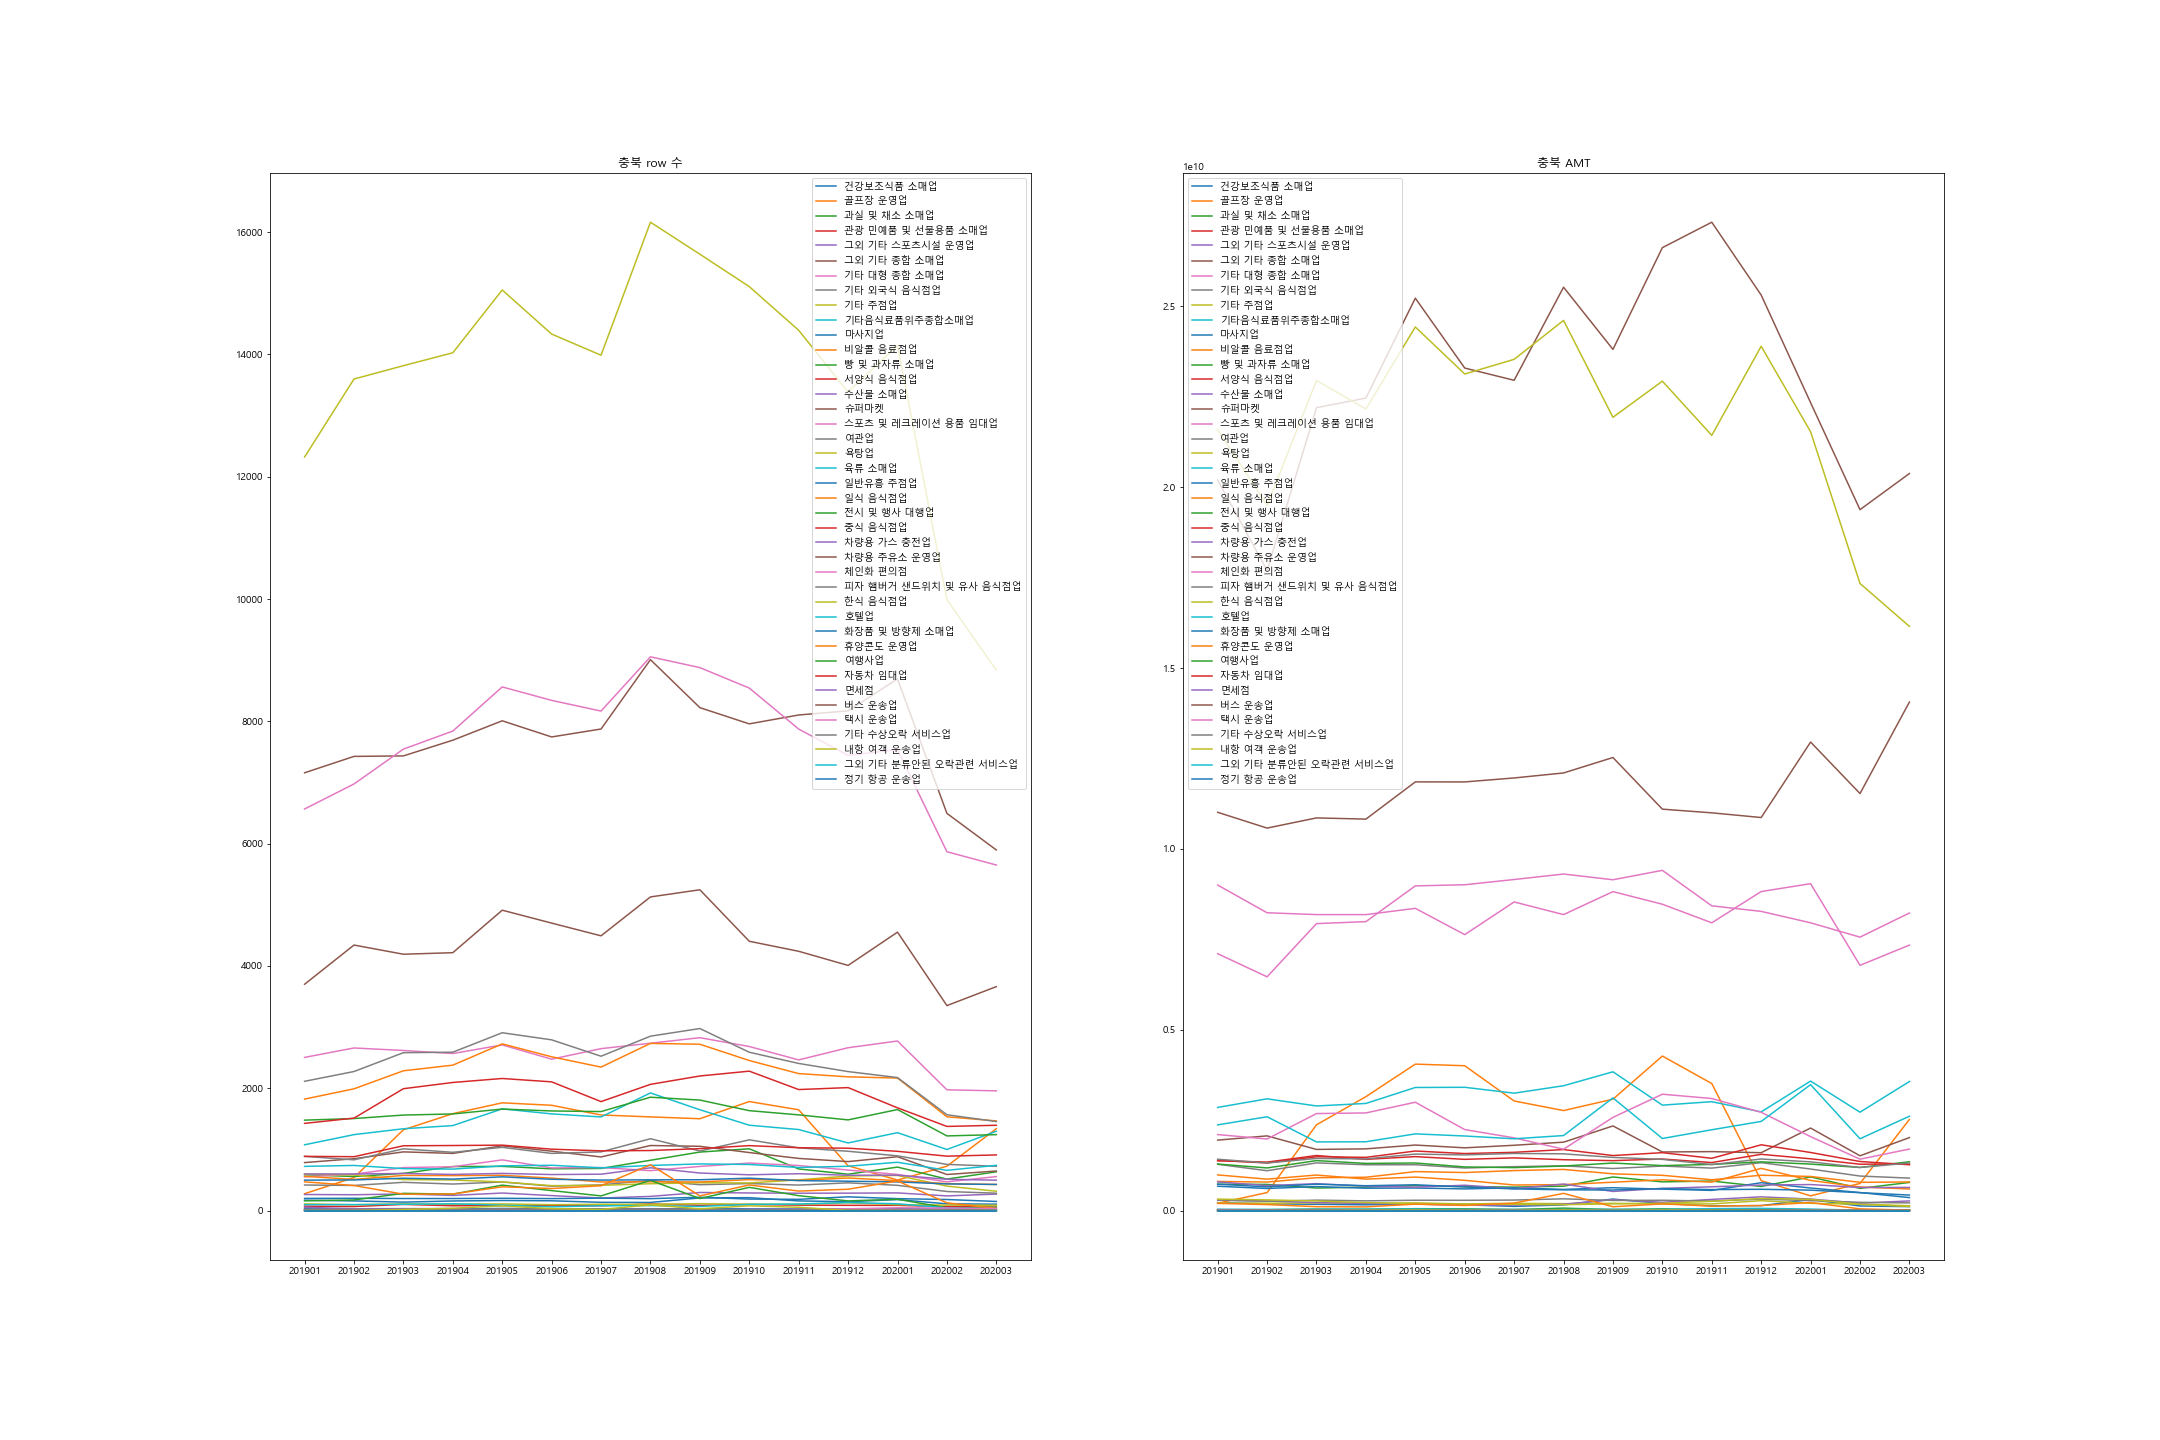 충북 row 수
16000
14000
12000
10000
8000
6000
4000
2000
0
201901 201902 201903 201904 201905 201906 201907 201908 201909 201910 201911 201912 202001 202002 202003
건강보조식품 소매업
골프장 운영업
과실 및 채소 소매업
관광 민예품 및 선물용품 소매업
그외 기타 스포츠시설 운영업
그외 기타 종합 소매업
기타 대형 종합 소매업
기타 외국식 음식점업
기타 주점업
기타음식료품위주종합소매업
마사지업
비알콜 음료점업
빵 및 과자류 소매업
서양식 음식점업
수산물 소매업
슈퍼마켓
스포츠 및 레크레이션 용품 임대업
여관업
욕탕업
육류 소매업
일반유흥 주점업
일식 음식점업
전시 및 행사 대행업
중식 음식점업
차량용 가스 충전업
차량용 주유소 운영업
체인화 편의점
피자 햄버거 샌드위치 및 유사 음식점업
한식 음식점업
호텔업
화장품 및 방향제 소매업
휴양콘도 운영업
여행사업
자동차 임대업
면세점
버스 운송업
택시 운송업
기타 수상오락 서비스업
내항 여객 운송업
그외 기타 분류안된 오락관련 서비스업
정기 항공 운송업
충북 AMT
1e10
2.5
2.0
1.5
1.0
0.5
0.0
201901 201902 201903 201904 201905 201906 201907 201908 201909 201910 201911 201912 202001 202002 202003
건강보조식품 소매업
골프장 운영업
과실 및 채소 소매업
관광 민예품 및 선물용품 소매업
그외 기타 스포츠시설 운영업
그외 기타 종합 소매업
기타 대형 종합 소매업
기타 외국식 음식점업
기타 주점업
기타음식료품위주종합소매업
마사지업
비알콜 음료점업
빵 및 과자류 소매업
서양식 음식점업
수산물 소매업
슈퍼마켓
스포츠 및 레크레이션 용품 임대업
여관업
욕탕업
육류 소매업
일반유흥 주점업
일식 음식점업
전시 및 행사 대행업
중식 음식점업
차량용 가스 충전업
차량용 주유소 운영업
체인화 편의점
피자 햄버거 샌드위치 및 유사 음식점업
한식 음식점업
호텔업
화장품 및 방향제 소매업
휴양콘도 운영업
여행사업
자동차 임대업
면세점
버스 운송업
택시 운송업
기타 수상오락 서비스업
내항 여객 운송업
그외 기타 분류안된 오락관련 서비스업
정기 항공 운송업